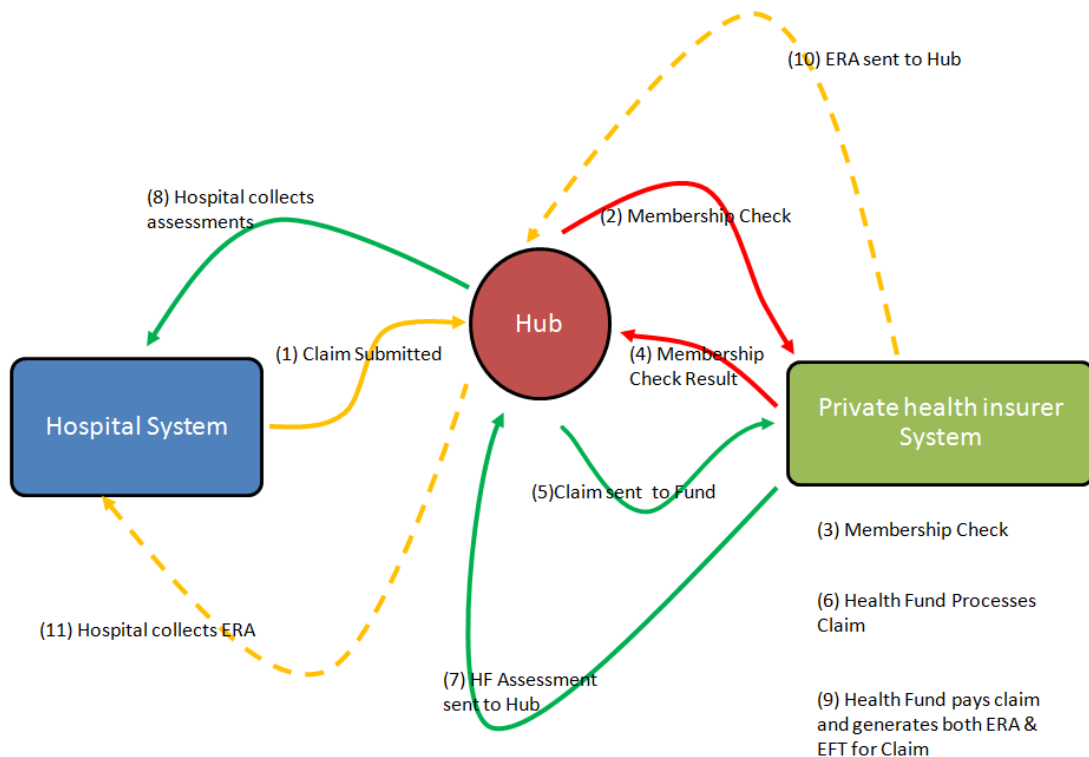 (10) ERA sent to Hub
(8) Hospital collects
assessments
(2) Membership Check
Hub
(1) Claim Submitted
(4) Membership
Check Result
Hospital System
Private health insurer
System
(5)Claim sent to Fund
(3) Membership Check
(6) Health Fund Processes
Claim
(11) Hospital collects ERA
(7) HF Assessment
sent to Hub
(9) Health Fund pays claim
and generates both ERA &
EFT for Claim